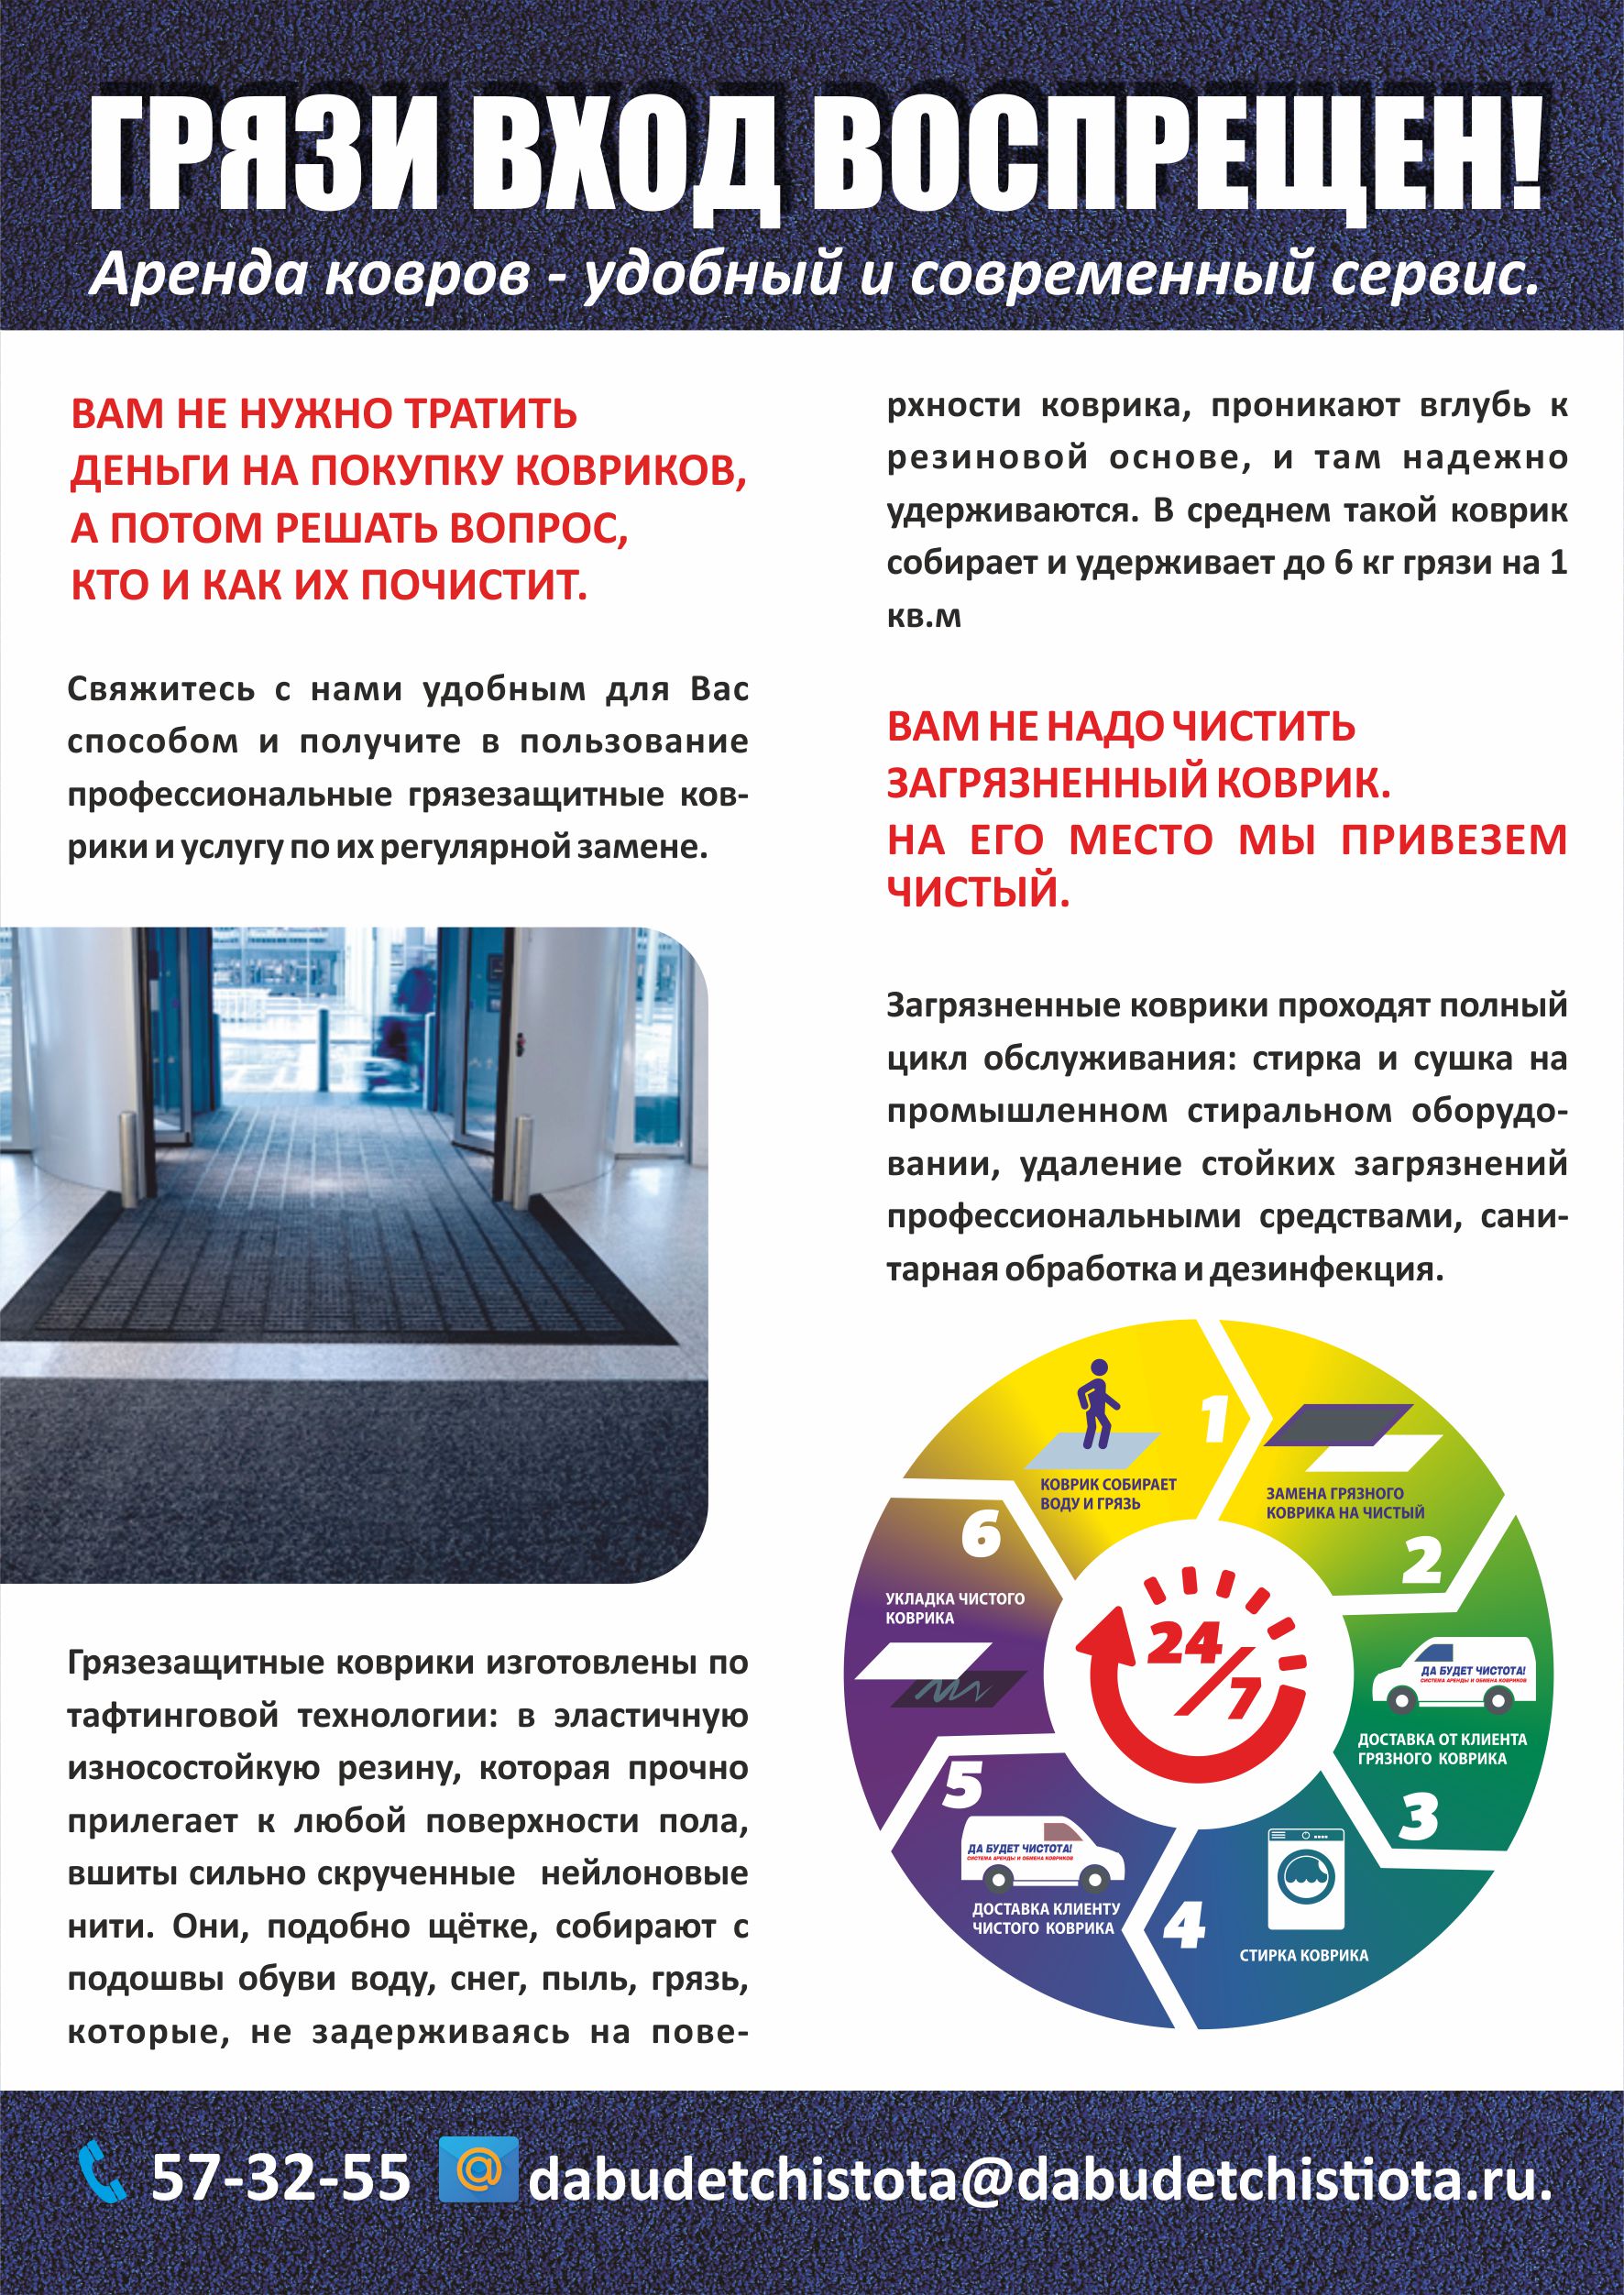 ГРЯЗИ ВХОД ВОСПРЕЩЕН!
Аренда ковров - удобный и современный сервис.
ВАМ НЕ НУЖНО ТРАТИТЬ
ДЕНЬГИ НА ПОКУПКУ КОВРИКОВ,
А ПОТОМ РЕШАТЬ ВОПРОС,
КТО И КАК ИХ ПОЧИСТИТ.
Свяжитесь с нами удобным для Вас
способом и получите в пользование
профессиональные грязезащитные ков-
рики и услугу по их регулярной замене.
Грязезащитные коврики изготовлены по
тафтинговой технологии: в эластичную
износостойкую резину, которая прочно
прилегает к любой поверхности пола,
вшиты сильно скрученные нейлоновые
нити. Они, подобно щётке, собирают с
подошвы обуви воду, снег, пыль, грязь,
которые, не задерживаясь на пове-
рхности коврика, проникают вглубь к
резиновой основе, и там надежно
удерживаются. В среднем такой коврик
собирает и удерживает до 6 кг грязи на 1
кв.м
ВАМ НЕ НАДО ЧИСТИТЬ
ЗАГРЯЗНЕННЫЙ КОВРИК.
НА ЕГО МЕСТО МЫ ПРИВЕЗЕМ
ЧИСТЫЙ.
Загрязненные коврики проходят полный
цикл обслуживания: стирка и сушка на
промышленном стиральном оборудо-
вании, удаление стойких загрязнений
профессиональными средствами, сани-
тарная обработка и дезинфекция.
1
КОВРИК СОБИРАЕТ
ВОДУ И ГРЯЗЬ
ЗАМЕНА ГРЯЗНОГО
КОВРИКА НА ЧИСТЫЙ
2
ДА БУДЕТ ЧИСТОТА!
СИСТЕМА АРЕНДЫ И ОБМЕНА КОВРИКОВ
ДОСТАВКА ОТ КЛИЕНТА
ГРЯЗНОГО КОВРИКА
3
4
СТИРКА КОВРИКА
5
ДА БУДЕТ ЧИСТОТА!
СИСТЕМА АРЕНДЫ И ОБМЕНА КОВРИКОВ
ДОСТАВКА КЛИЕНТУ
ЧИСТОГО КОВРИКА
6
УКЛАДКА ЧИСТОГО
КОВРИКА
24/7
57-32-55 @ dabudetchistota@dabudetchistiota.ru.